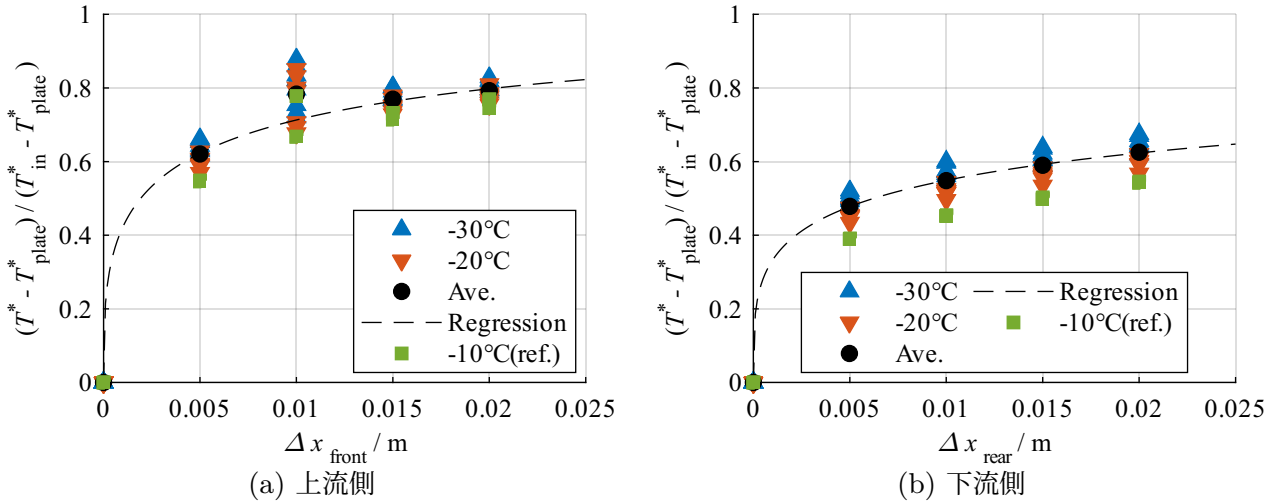 (T* - T*plate) / (T*in - T*plate)
1
0.8
0.6
0.4
0.2
0
0 0.005 0.01 0.015 0.02 0.025
Δx front / m
-30°C
-20°C
Ave.
Regression
-10°C(ref.)
(a) 上流側
(T* - T*plate) / (T*in - T*plate)
1
0.8
0.6
0.4
0.2
0
0 0.005 0.01 0.015 0.02 0.025
Δx rear / m
-30°C Regression
-20°C -10°C(ref.)
Ave.
(b) 下流側